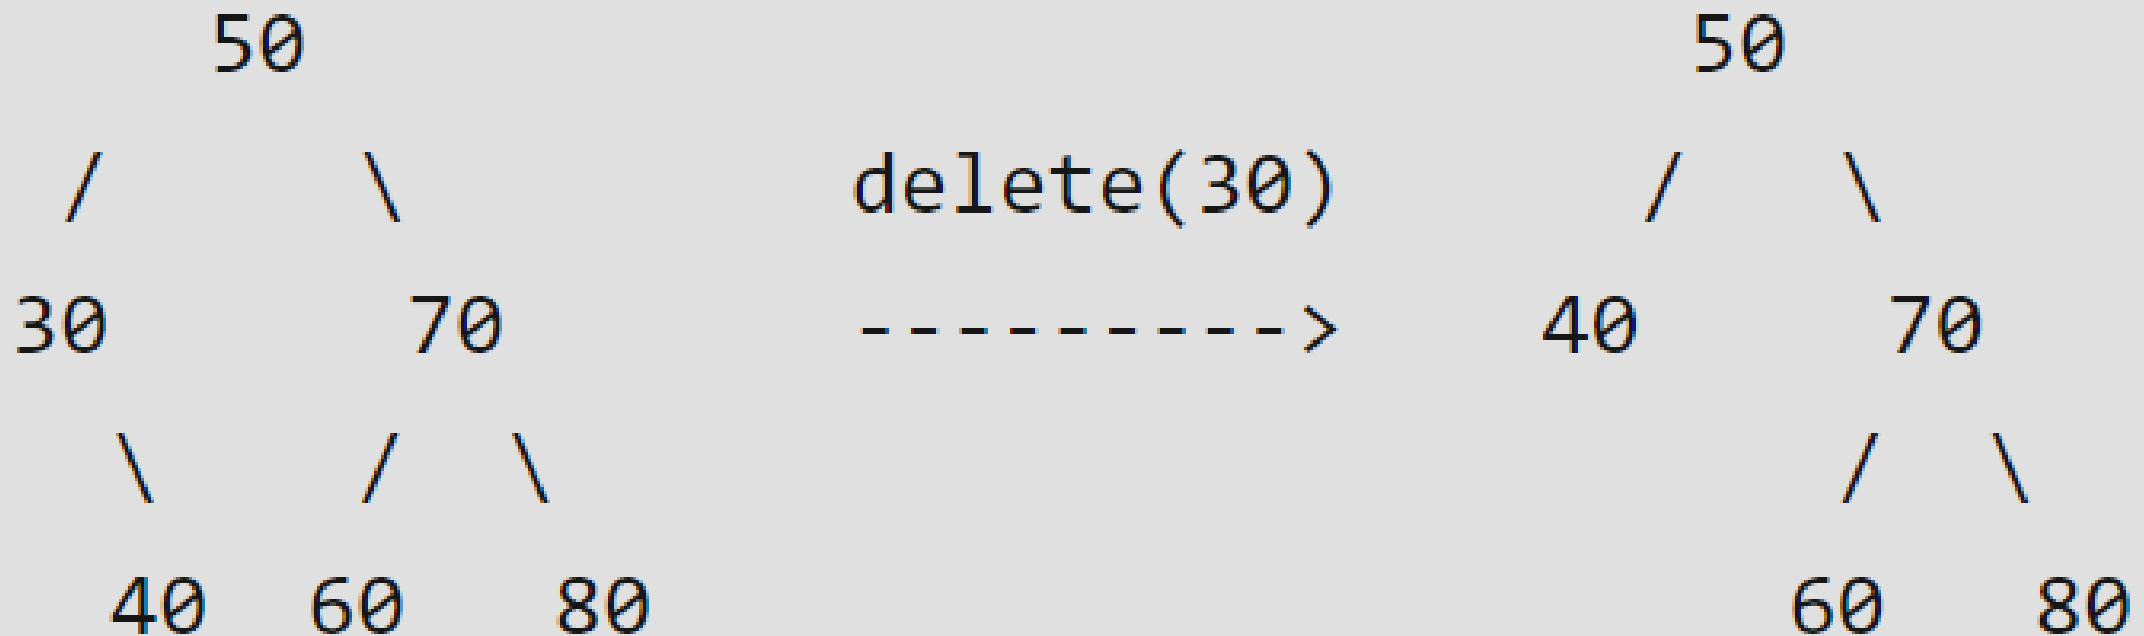 50 50
/ \ delete(30) / \
30 70 ---------> 40 70
\ / \ / \
40 60 80 60 80